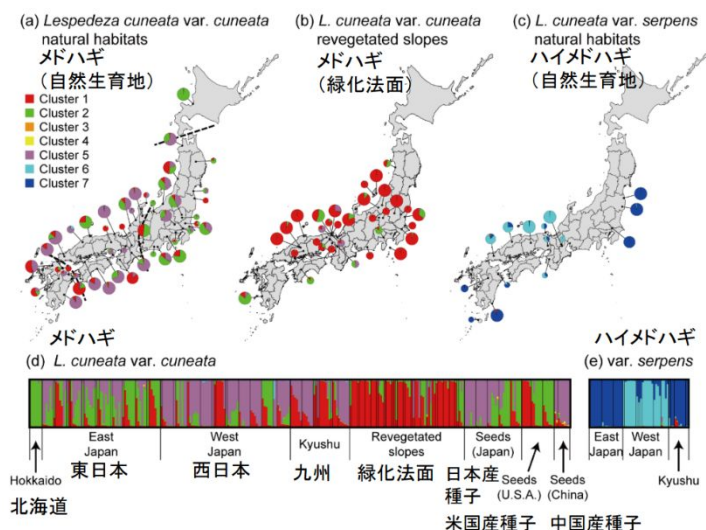 (a) Lespedeza cuneata var. cuneata
natural habitats
メドハギ
(自然生育地)
Cluster 1
Cluster 2
Cluster 3
Cluster 4
Cluster 5
Cluster 6
Cluster 7
メドハギ
(b) L. cuneata var. cuneata
revegetated slopes
メドハギ
(緑化法面)
(c) L. cuneata var. serpens
natural habitats
ハイメドハギ
(自然生育地)
ハイメドハギ
(d) L. cuneata var. cuneata
(e) var. serpens
Hokkaido
北海道
East
Japan
東日本
West
Japan
西日本
Kyushu
九州
Revegetated
slopes
緑化法面
Seeds
(Japan)
日本産
種子
Seeds
(U.S.A.)
米国産種子
Seeds
(China)
中国産種子
East
Japan
West
Japan
Kyushu